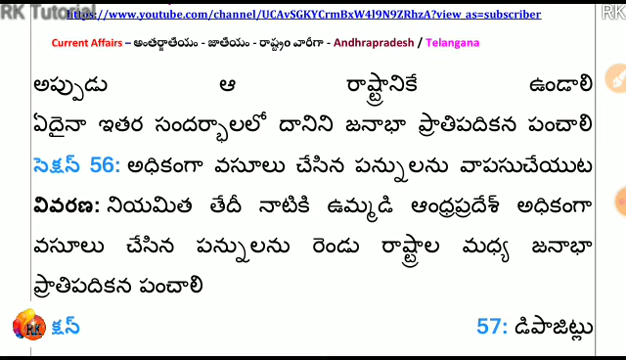 RK Tutorial
https://www.youtube.com/channel/UCAvSGKYCrmBxW4l9N9ZRhzA?view_as=subscriber
RK
Current Affairs – అంతర్జాతీయం - జాతీయం - రాష్ట్రం వారీగా - Andhrapradesh / Telangana
అప్పుడు ఆ రాష్ట్రానికే ఉండాలి
ఏదైనా ఇతర సందర్భాలలో దానిని జనాభా ప్రాతిపదికన పంచాలి
సెక్షన్ 56: అధికంగా వసూలు చేసిన పన్నులను వాపసుచేయుట
వివరణ: నియమిత తేదీ నాటికి ఉమ్మడి ఆంధ్రప్రదేశ్ అధికంగా
వసూలు చేసిన పన్నులను రెండు రాష్ట్రాల మధ్య జనాభా
ప్రాతిపదికన పంచాలి
RK క్షన్ 57: డిపాజిట్లు